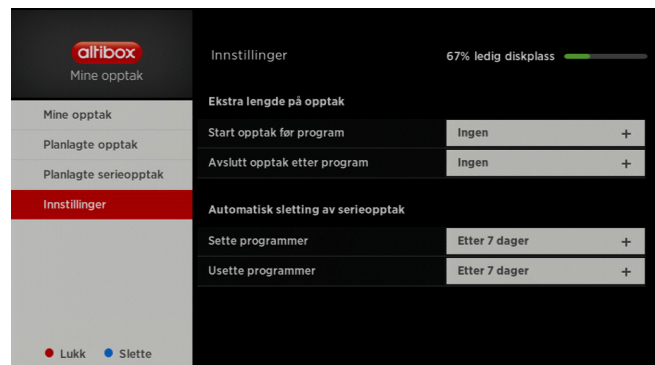 altibox
Mine opptak
Innstillinger
67% ledig diskplass
Mine opptak
Planlagte opptak
Planlagte serieopptak
Innstillinger
Ekstra lengde på opptak
Start opptak før program Ingen +
Avslutt opptak etter program Ingen +
Automatisk sletting av serieopptak
Sette programmer Etter 7 dager +
Usette programmer Etter 7 dager +
Lukk Slette